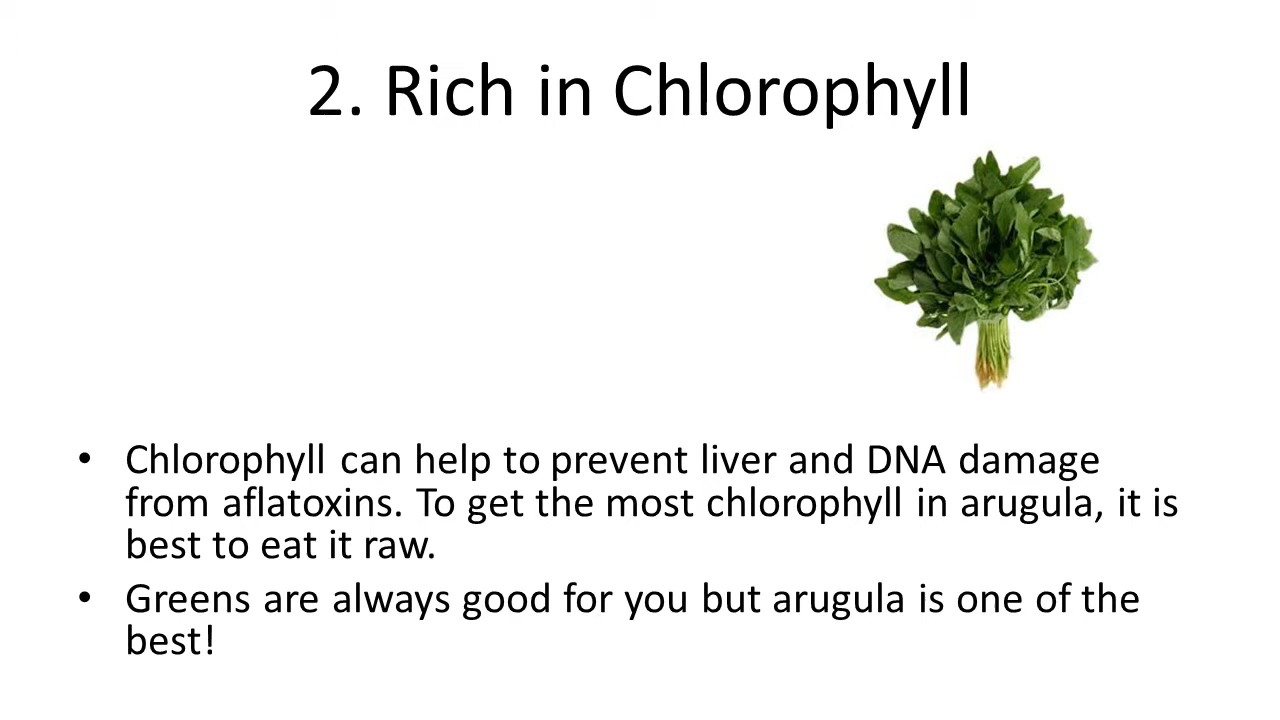 2. Rich in Chlorophyll
• Chlorophyll can help to prevent liver and DNA damage
from aflatoxins. To get the most chlorophyll in arugula, it is
best to eat it raw.
• Greens are always good for you but arugula is one of the
best!